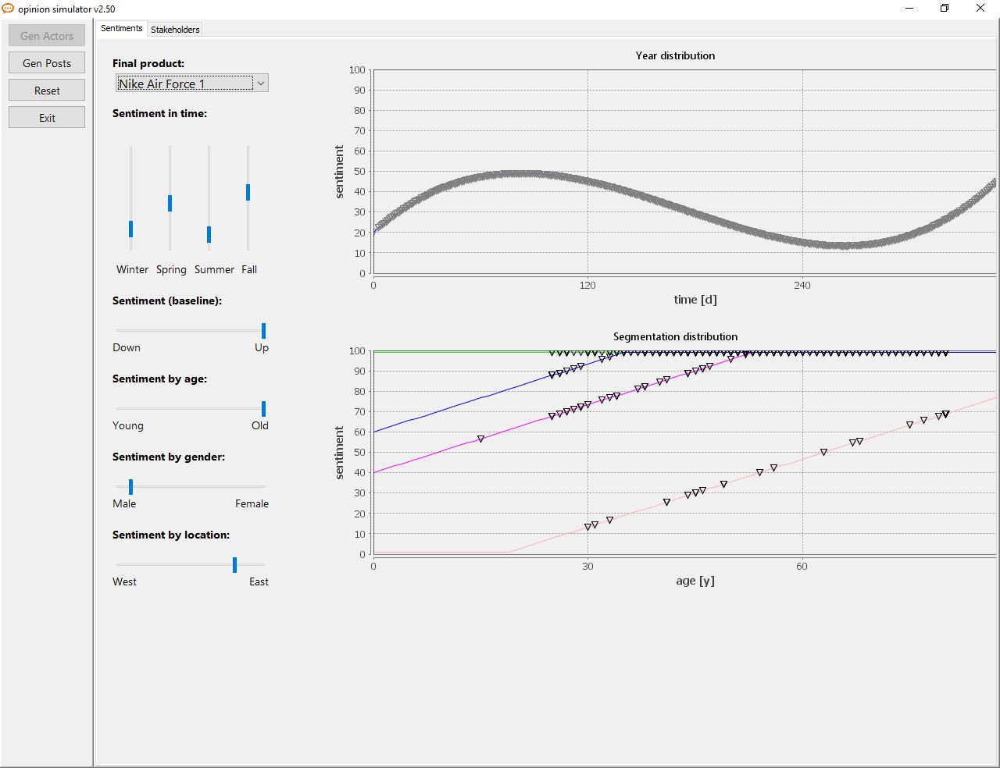 opinion simulator v2.50
Gen Actors
Gen Posts
Reset
Exit
Sentiments Stakeholders
Final product:
Nike Air Force 1
Sentiment in time:
Winter Spring Summer Fall
Sentiment (baseline):
Down Up
Sentiment by age:
Young Old
Sentiment by gender:
Male Female
Sentiment by location:
West East
Year distribution
100
90
80
70
60
50
40
30
20
10
0
sentiment
0 120 240
time [d]
Segmentation distribution
100
90
80
70
60
50
40
30
20
10
0
sentiment
0 30 60
age [y]